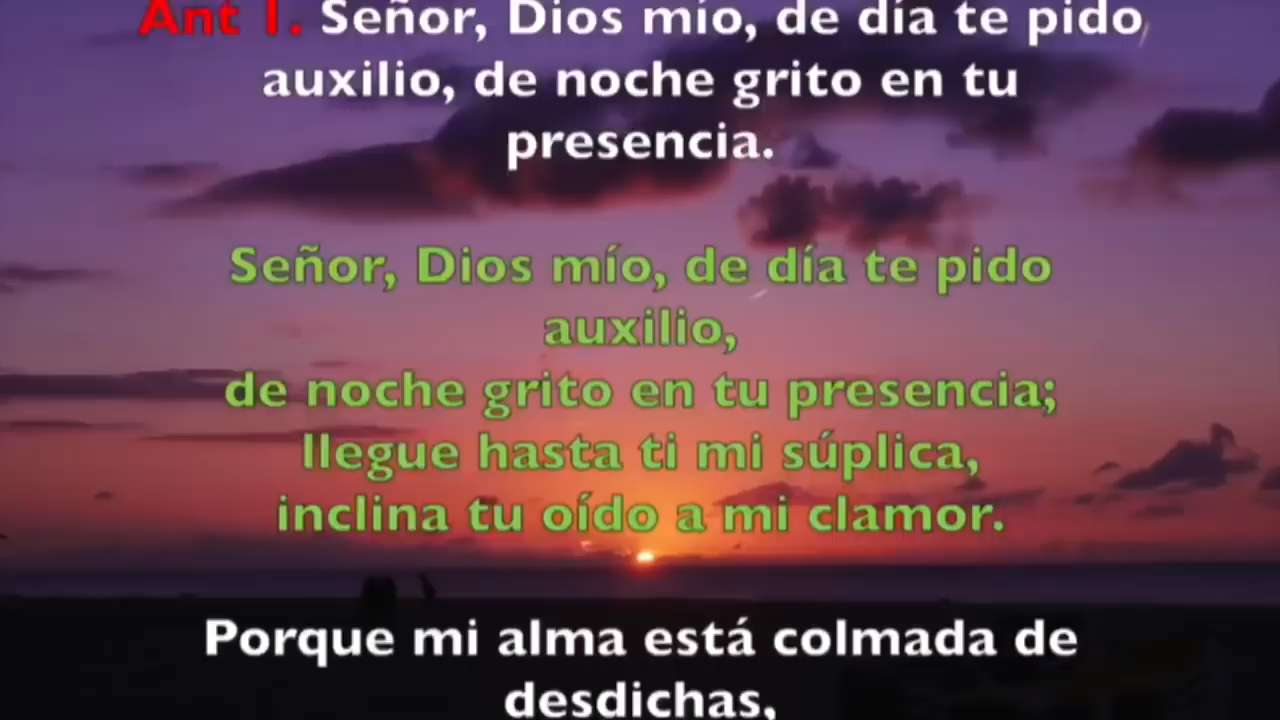 Ant 1. Señor, Dios mío, de día te pido
auxilio, de noche grito en tu
presencia.
Señor, Dios mío, de día te pido
auxilio,
de noche grito en tu presencia;
llegue hasta ti mi súplica,
inclina tu oído a mi clamor.
Porque mi alma está colmada de
desdichas,